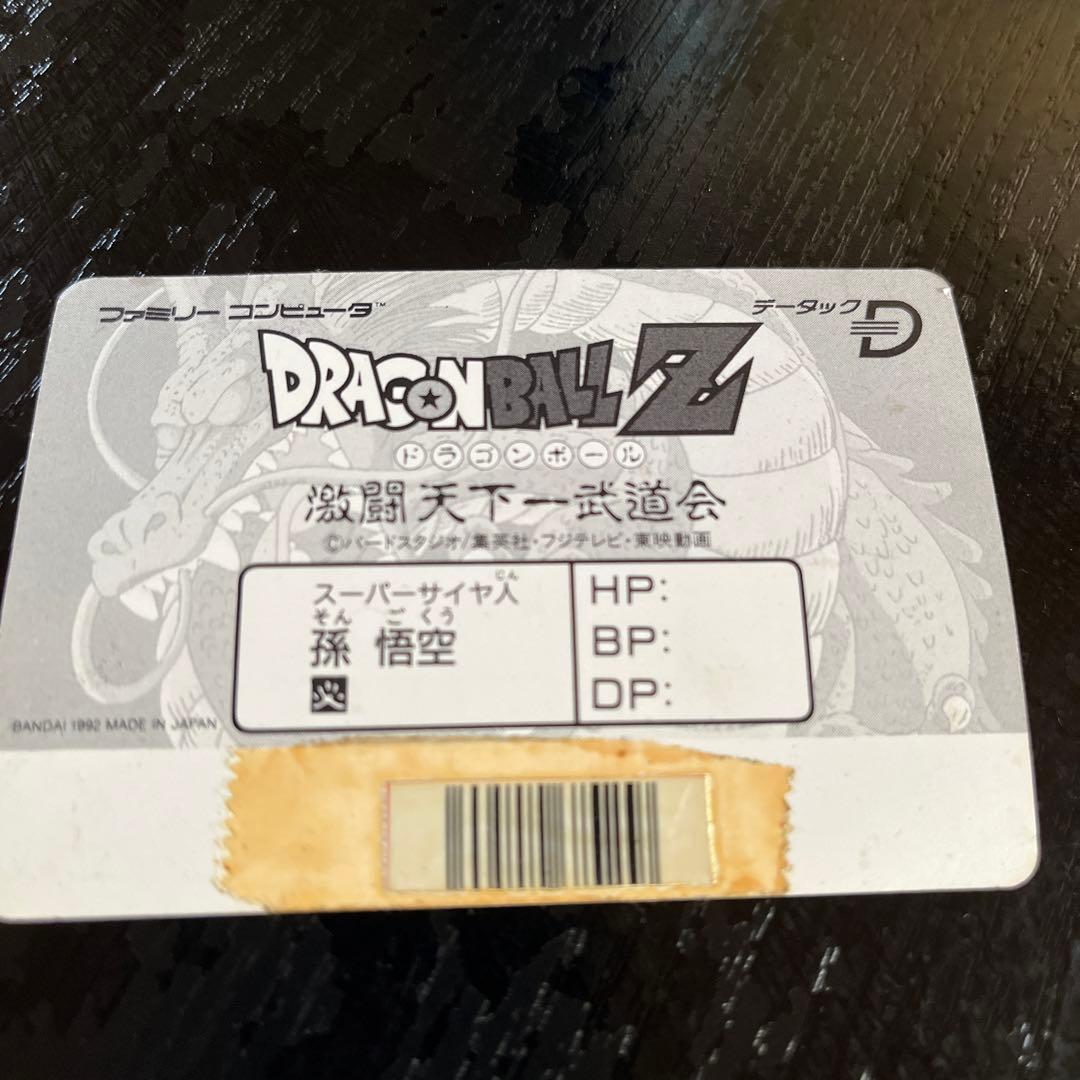 ファミリー コンピュータ™
データック D
DRAGON BALL Z
ドラゴンボール
激闘天下一武道会
©バードスタジオ/集英社・フジテレビ・東映動画
じん
スーパーサイヤ人
そん ご くう
孫 悟空
火
HP:
BP:
DP:
BANDAI 1992 MADE IN JAPAN